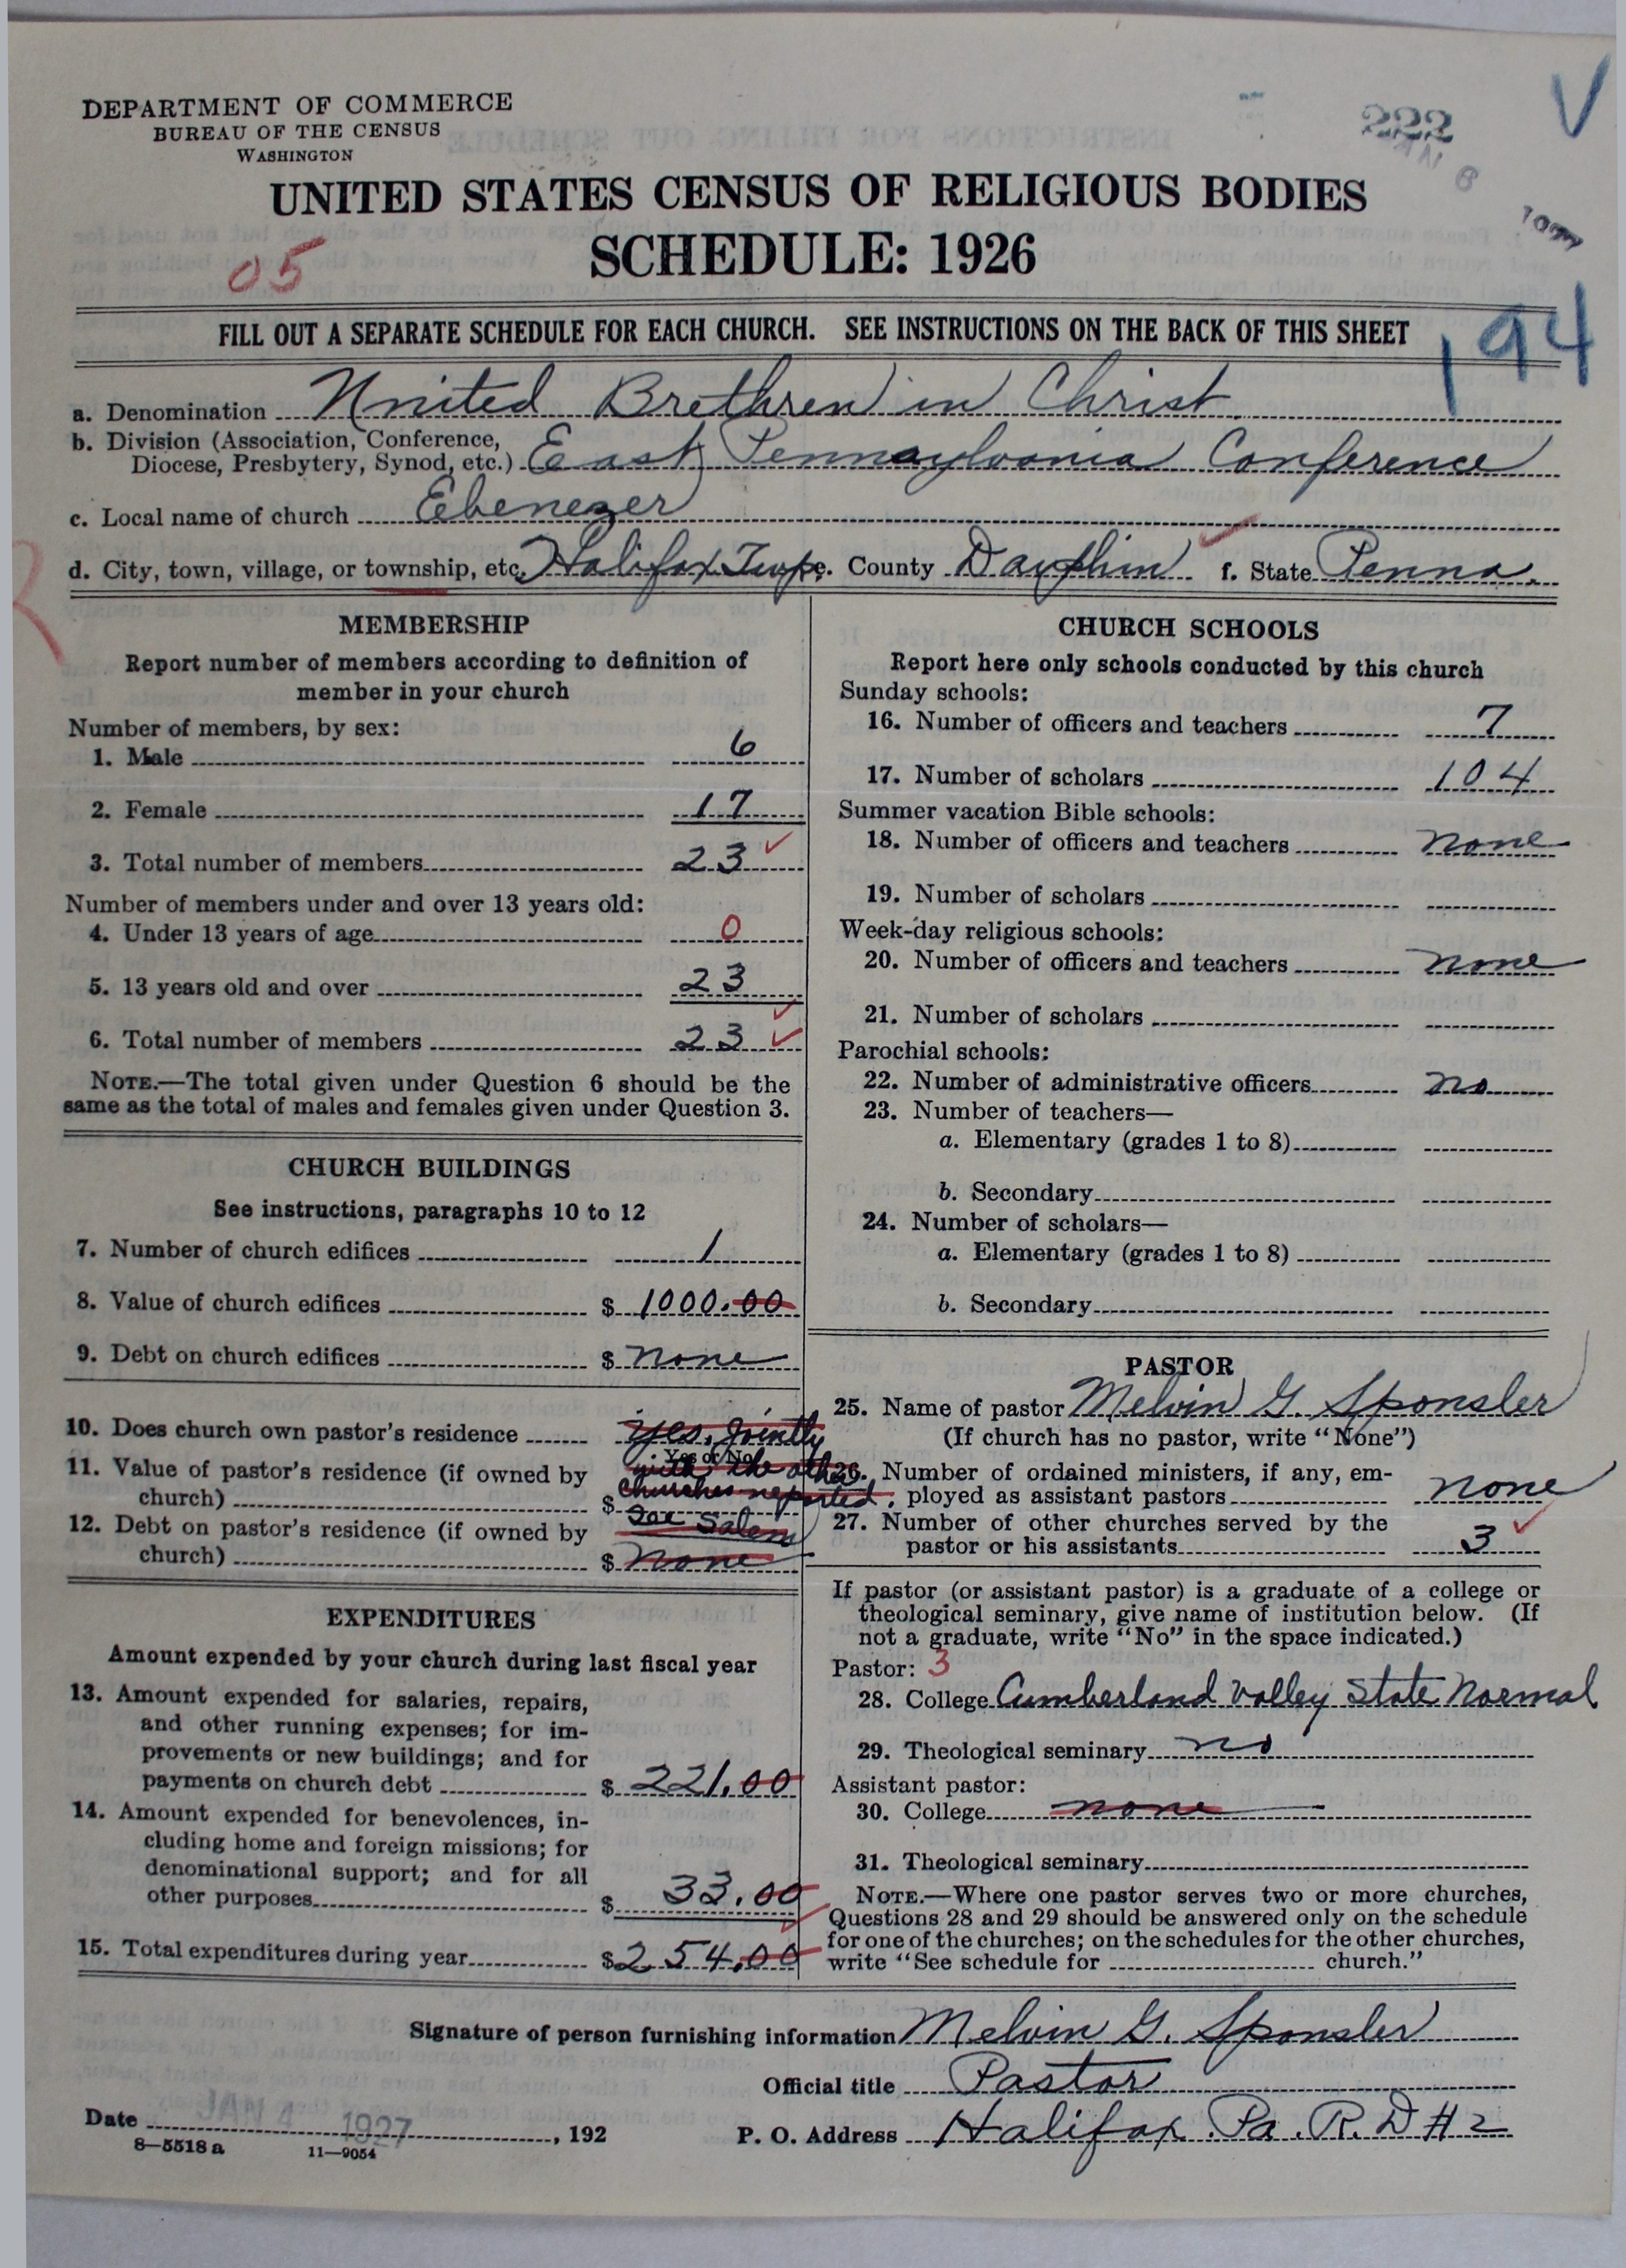 DEPARTMENT OF COMMERCE
BUREAU OF THE CENSUS
WASHINGTON
222
V
UNITED STATES CENSUS OF RELIGIOUS BODIES
SCHEDULE: 1926
05
194
FILL OUT A SEPARATE SCHEDULE FOR EACH CHURCH. SEE INSTRUCTIONS ON THE BACK OF THIS SHEET
a. Denomination United Brethren in Christ
b. Division (Association, Conference,
Diocese, Presbytery, Synod, etc.) East Pennsylvania Conference
c. Local name of church Ebenezer
d. City, town, village, or township, etc. Halifax Twp. e. County Dauphin f. State Penna.
MEMBERSHIP
Report number of members according to definition of
member in your church
Number of members, by sex:
1. Male 6
2. Female 17
3. Total number of members 23
Number of members under and over 13 years old:
4. Under 13 years of age 0
5. 13 years old and over 23
6. Total number of members 23
NOTE.—The total given under Question 6 should be the
same as the total of males and females given under Question 3.
CHURCH BUILDINGS
See instructions, paragraphs 10 to 12
7. Number of church edifices 1
8. Value of church edifices $ 1000.00
9. Debt on church edifices $ none
10. Does church own pastor's residence yes, Jointly
Yes or No
with the other
11. Value of pastor's residence (if owned by
church) $ churches reported,
for Salem
12. Debt on pastor's residence (if owned by
church) $ none
EXPENDITURES
Amount expended by your church during last fiscal year
13. Amount expended for salaries, repairs,
and other running expenses; for im-
provements or new buildings; and for
payments on church debt $ 221.00
14. Amount expended for benevolences, in-
cluding home and foreign missions; for
denominational support; and for all
other purposes $ 33.00
15. Total expenditures during year $ 254.00
CHURCH SCHOOLS
Report here only schools conducted by this church
Sunday schools:
16. Number of officers and teachers 7
17. Number of scholars 104
Summer vacation Bible schools:
18. Number of officers and teachers none
19. Number of scholars
Week-day religious schools:
20. Number of officers and teachers none
21. Number of scholars
Parochial schools:
22. Number of administrative officers no
23. Number of teachers—
a. Elementary (grades 1 to 8)
b. Secondary
24. Number of scholars—
a. Elementary (grades 1 to 8)
b. Secondary
PASTOR
25. Name of pastor Melvin G. Sponsler
(If church has no pastor, write "None")
26. Number of ordained ministers, if any, em-
ployed as assistant pastors none
27. Number of other churches served by the
pastor or his assistants 3
If pastor (or assistant pastor) is a graduate of a college or
theological seminary, give name of institution below. (If
not a graduate, write "No" in the space indicated.)
Pastor: 3
28. College Cumberland Valley State Normal
29. Theological seminary no
Assistant pastor:
30. College none
31. Theological seminary
NOTE.—Where one pastor serves two or more churches,
Questions 28 and 29 should be answered only on the schedule
for one of the churches; on the schedules for the other churches,
write "See schedule for church."
Signature of person furnishing information Melvin G. Sponsler
Official title Pastor
Date JAN 4 1927, 192
P. O. Address Halifax Pa. R. D # 2
8—5518 a 11—9054